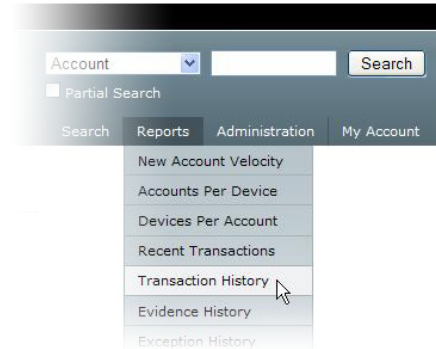 Account Search
Partial Search
Search Reports Administration My Account
New Account Velocity
Accounts Per Device
Devices Per Account
Recent Transactions
Transaction History
Evidence History
Exception History